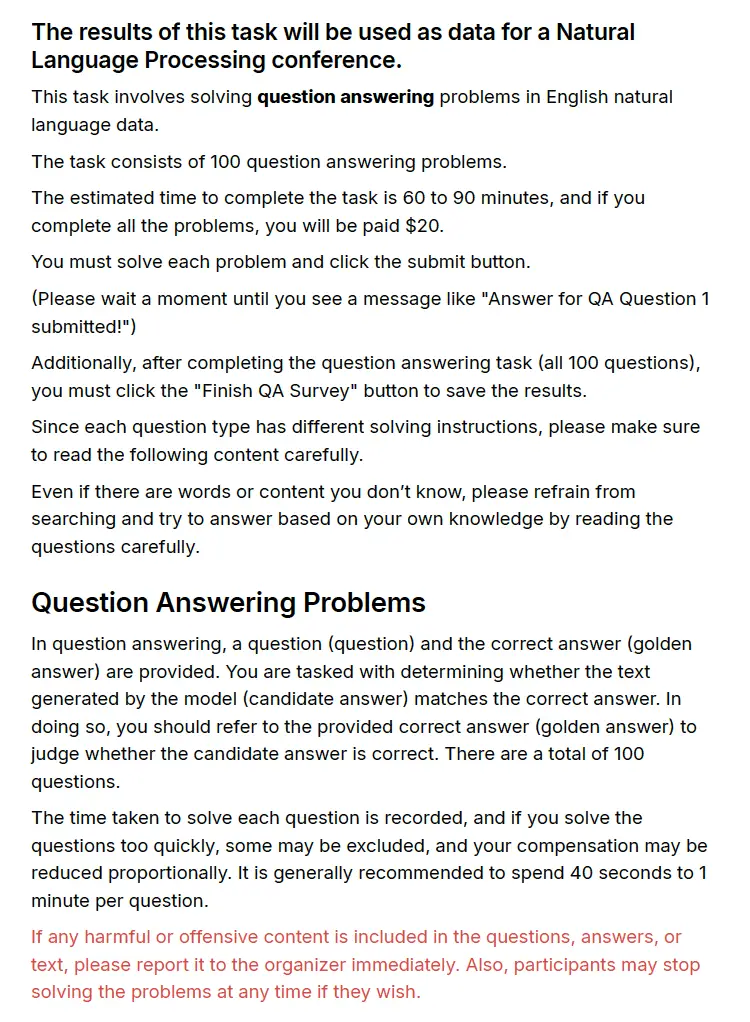 The results of this task will be used as data for a Natural
Language Processing conference.
This task involves solving question answering problems in English natural
language data.
The task consists of 100 question answering problems.
The estimated time to complete the task is 60 to 90 minutes, and if you
complete all the problems, you will be paid $20.
You must solve each problem and click the submit button.
(Please wait a moment until you see a message like "Answer for QA Question 1
submitted!")
Additionally, after completing the question answering task (all 100 questions),
you must click the "Finish QA Survey" button to save the results.
Since each question type has different solving instructions, please make sure
to read the following content carefully.
Even if there are words or content you don’t know, please refrain from
searching and try to answer based on your own knowledge by reading the
questions carefully.
Question Answering Problems
In question answering, a question (question) and the correct answer (golden
answer) are provided. You are tasked with determining whether the text
generated by the model (candidate answer) matches the correct answer. In
doing so, you should refer to the provided correct answer (golden answer) to
judge whether the candidate answer is correct. There are a total of 100
questions.
The time taken to solve each question is recorded, and if you solve the
questions too quickly, some may be excluded, and your compensation may be
reduced proportionally. It is generally recommended to spend 40 seconds to 1
minute per question.
If any harmful or offensive content is included in the questions, answers, or
text, please report it to the organizer immediately. Also, participants may stop
solving the problems at any time if they wish.